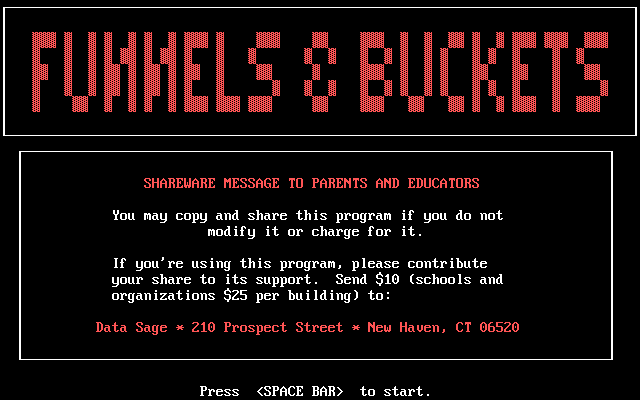 FUNNELS & BUCKETS
SHAREWARE MESSAGE TO PARENTS AND EDUCATORS
You may copy and share this program if you do not
modify it or charge for it.
If you're using this program, please contribute
your share to its support.  Send $10 (schools and
organizations $25 per building) to:
Data Sage * 210 Prospect Street * New Haven, CT 06520
Press  <SPACE BAR>  to start.